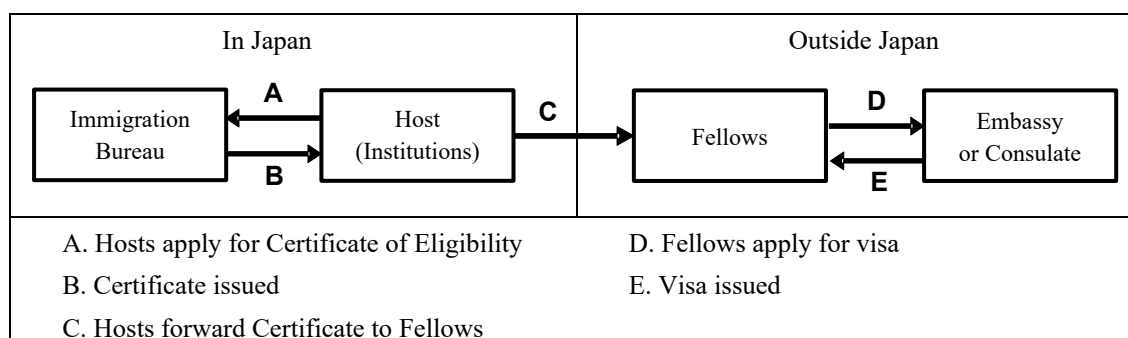 In Japan
Outside Japan
A
Immigration
Bureau
Host
(Institutions)
B
C
Fellows
D
Embassy
or Consulate
E
A. Hosts apply for Certificate of Eligibility
D. Fellows apply for visa
B. Certificate issued
E. Visa issued
C. Hosts forward Certificate to Fellows